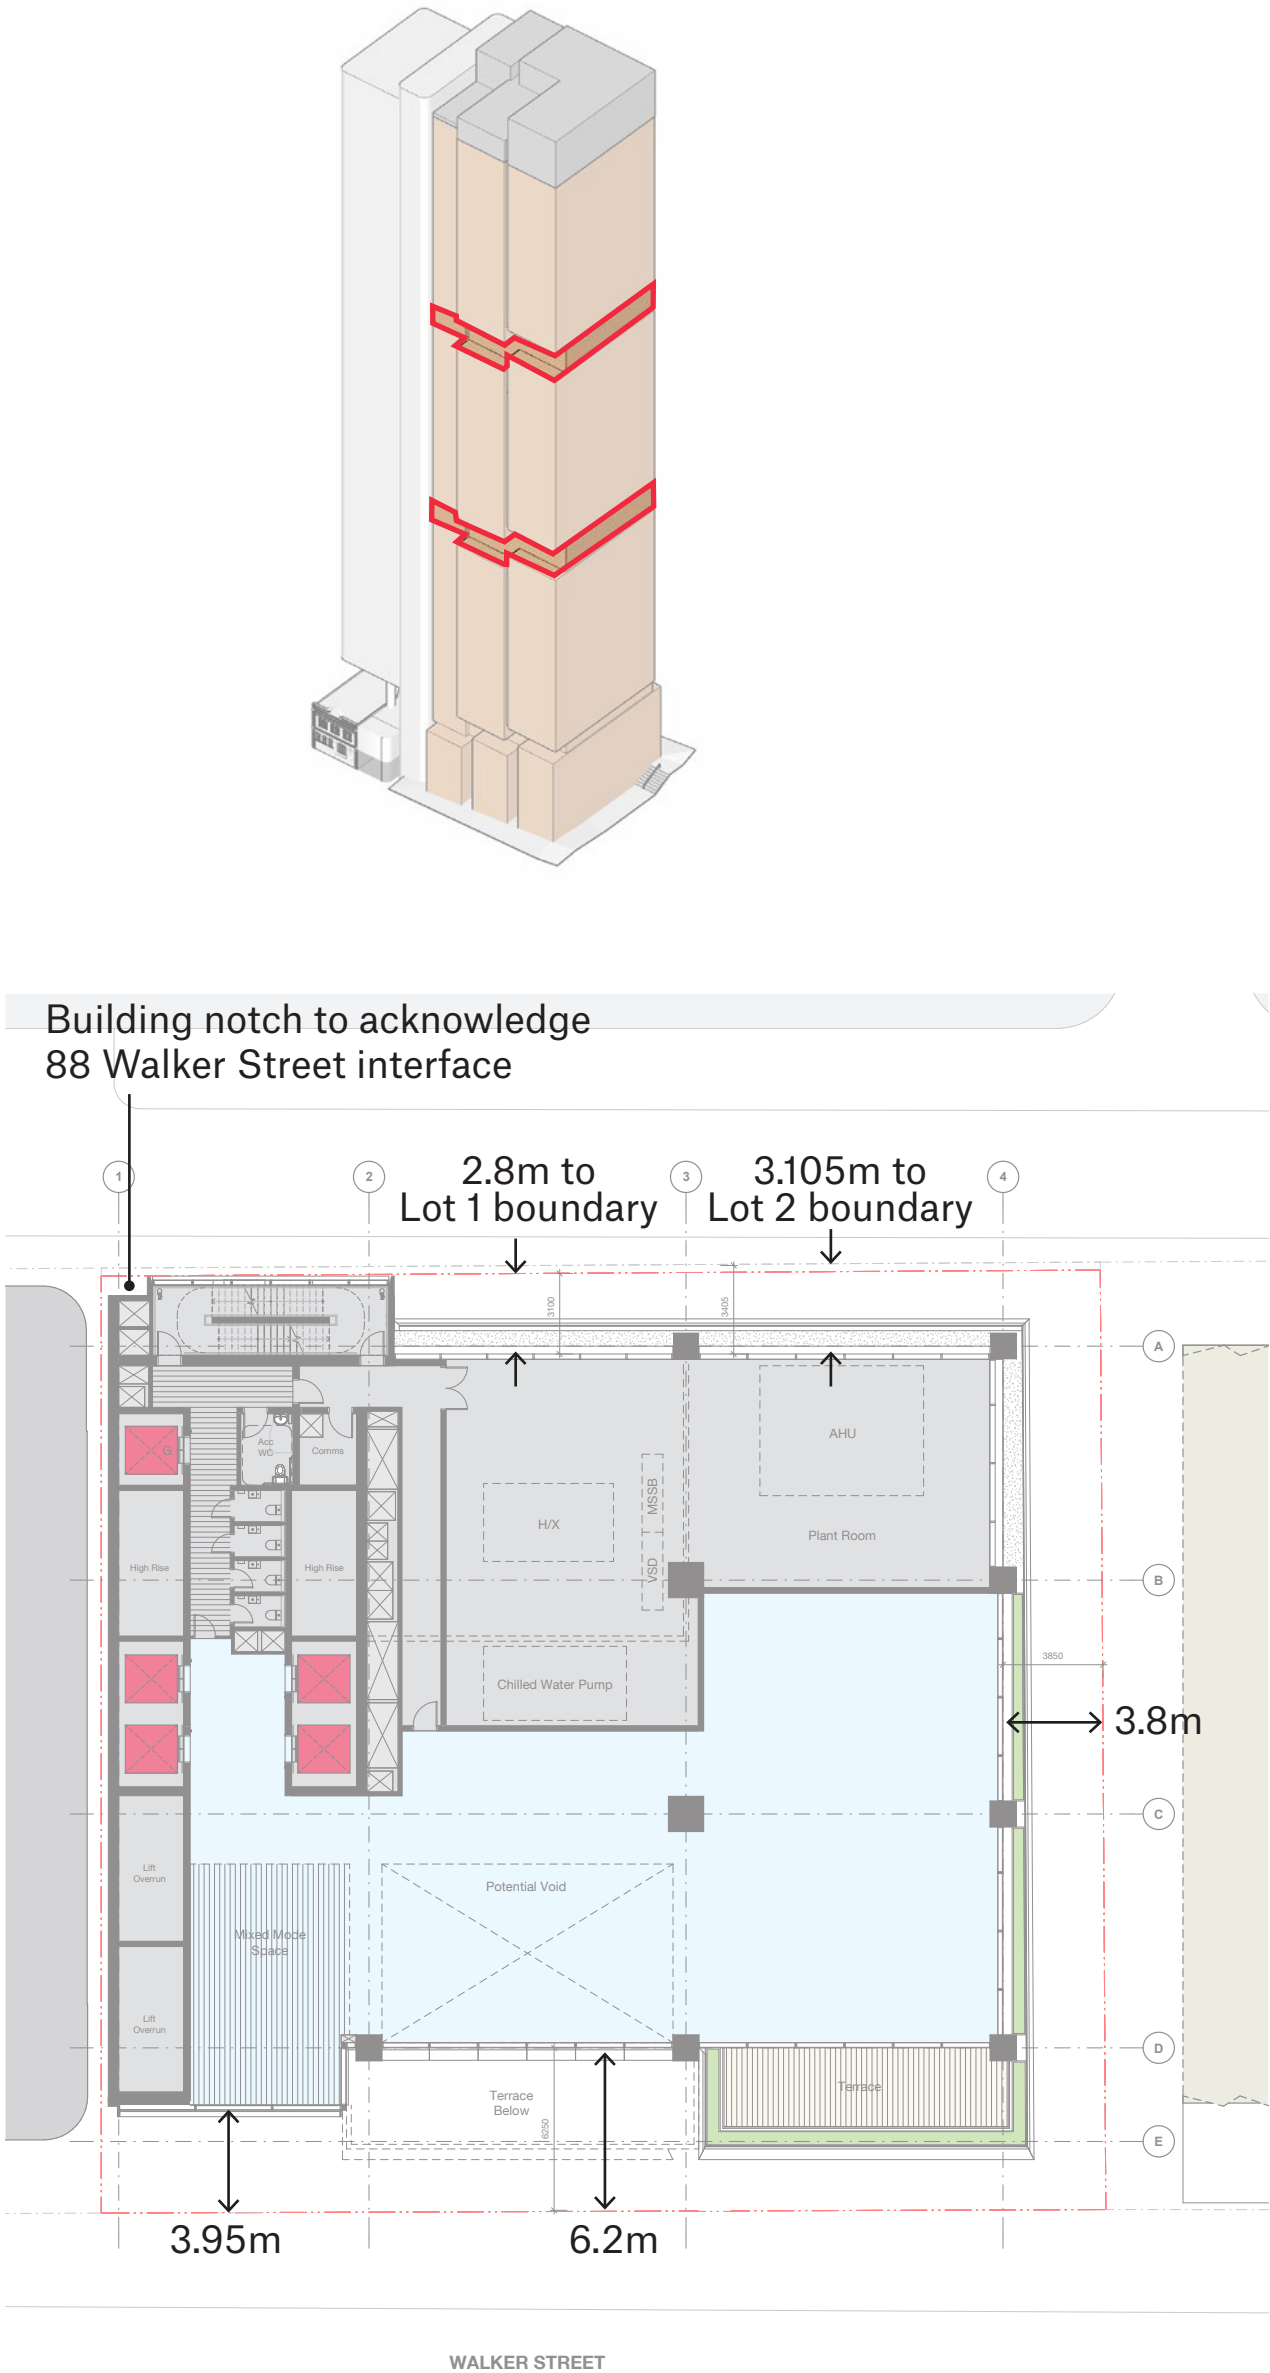 Building notch to acknowledge
88 Walker Street interface
2.8m to
Lot 1 boundary
3.105m to
Lot 2 boundary
1
2
3
4
3100
3405
A
AHU
G
Acc
WC
Comms
MSSB
H/X
Plant Room
High Rise
High Rise
VSD
B
3850
Chilled Water Pump
3.8m
C
Lift
Overrun
Potential Void
Mixed Mode
Space
Lift
Overrun
D
Terrace
Terrace
Below
6250
E
3.95m
6.2m
WALKER STREET